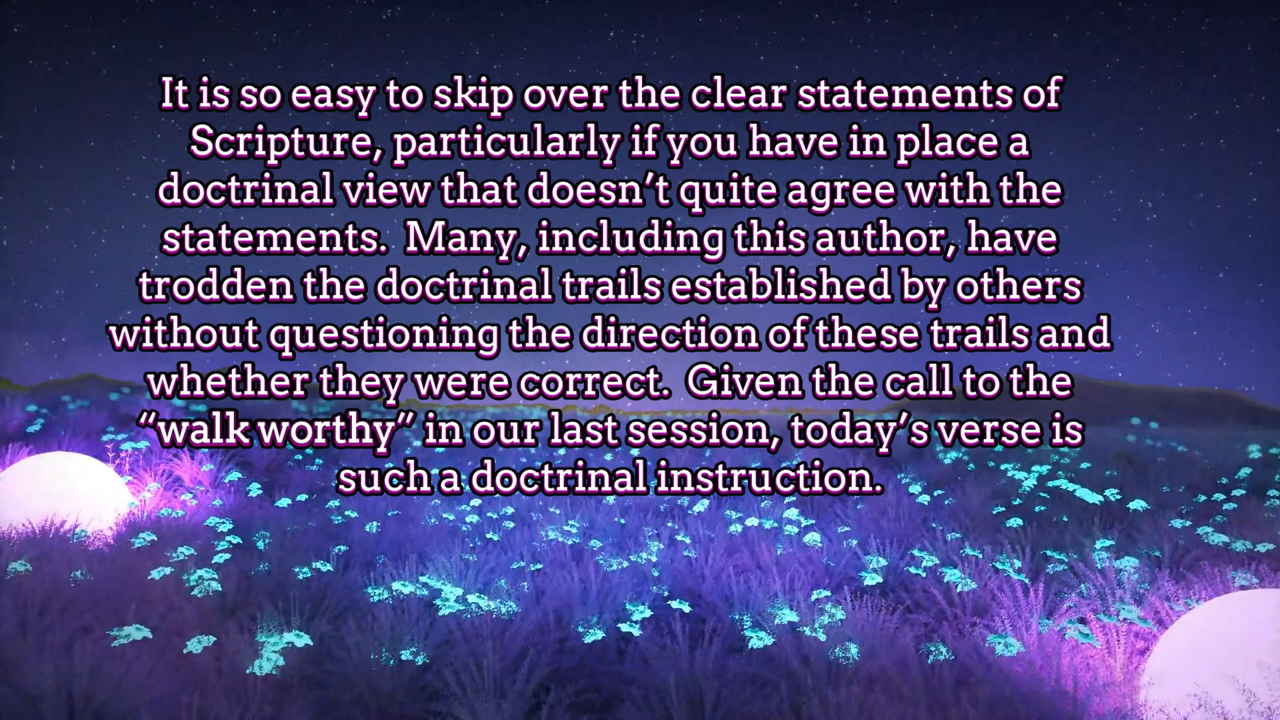 It is so easy to skip over the clear statements of
Scripture, particularly if you have in place a
doctrinal view that doesn’t quite agree with the
statements.  Many, including this author, have
trodden the doctrinal trails established by others
without questioning the direction of these trails and
whether they were correct.  Given the call to the
“walk worthy” in our last session, today’s verse is
such a doctrinal instruction.